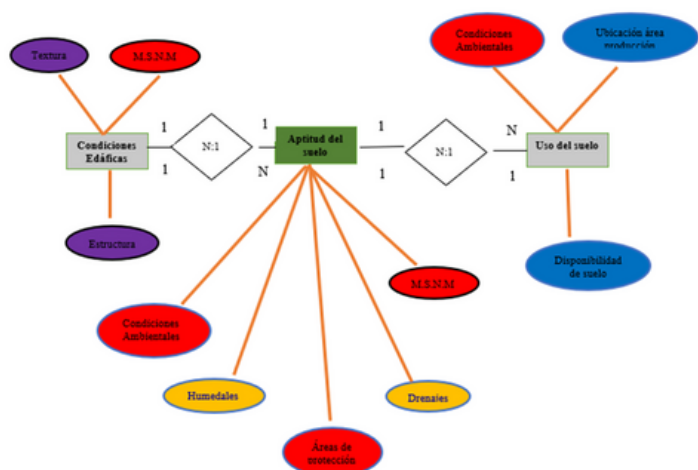 Condiciones
Ambientales
Ubicación área
producción
Textura
M.S.N.M
Condiciones
Edáficas
1
1
N:1
1
N
Aptitud del
suelo
1
1
N:1
N
1
Uso del suelo
Estructura
Disponibilidad
de suelo
M.S.N.M
Condiciones
Ambientales
Humedales
Drenajes
Áreas de
protección